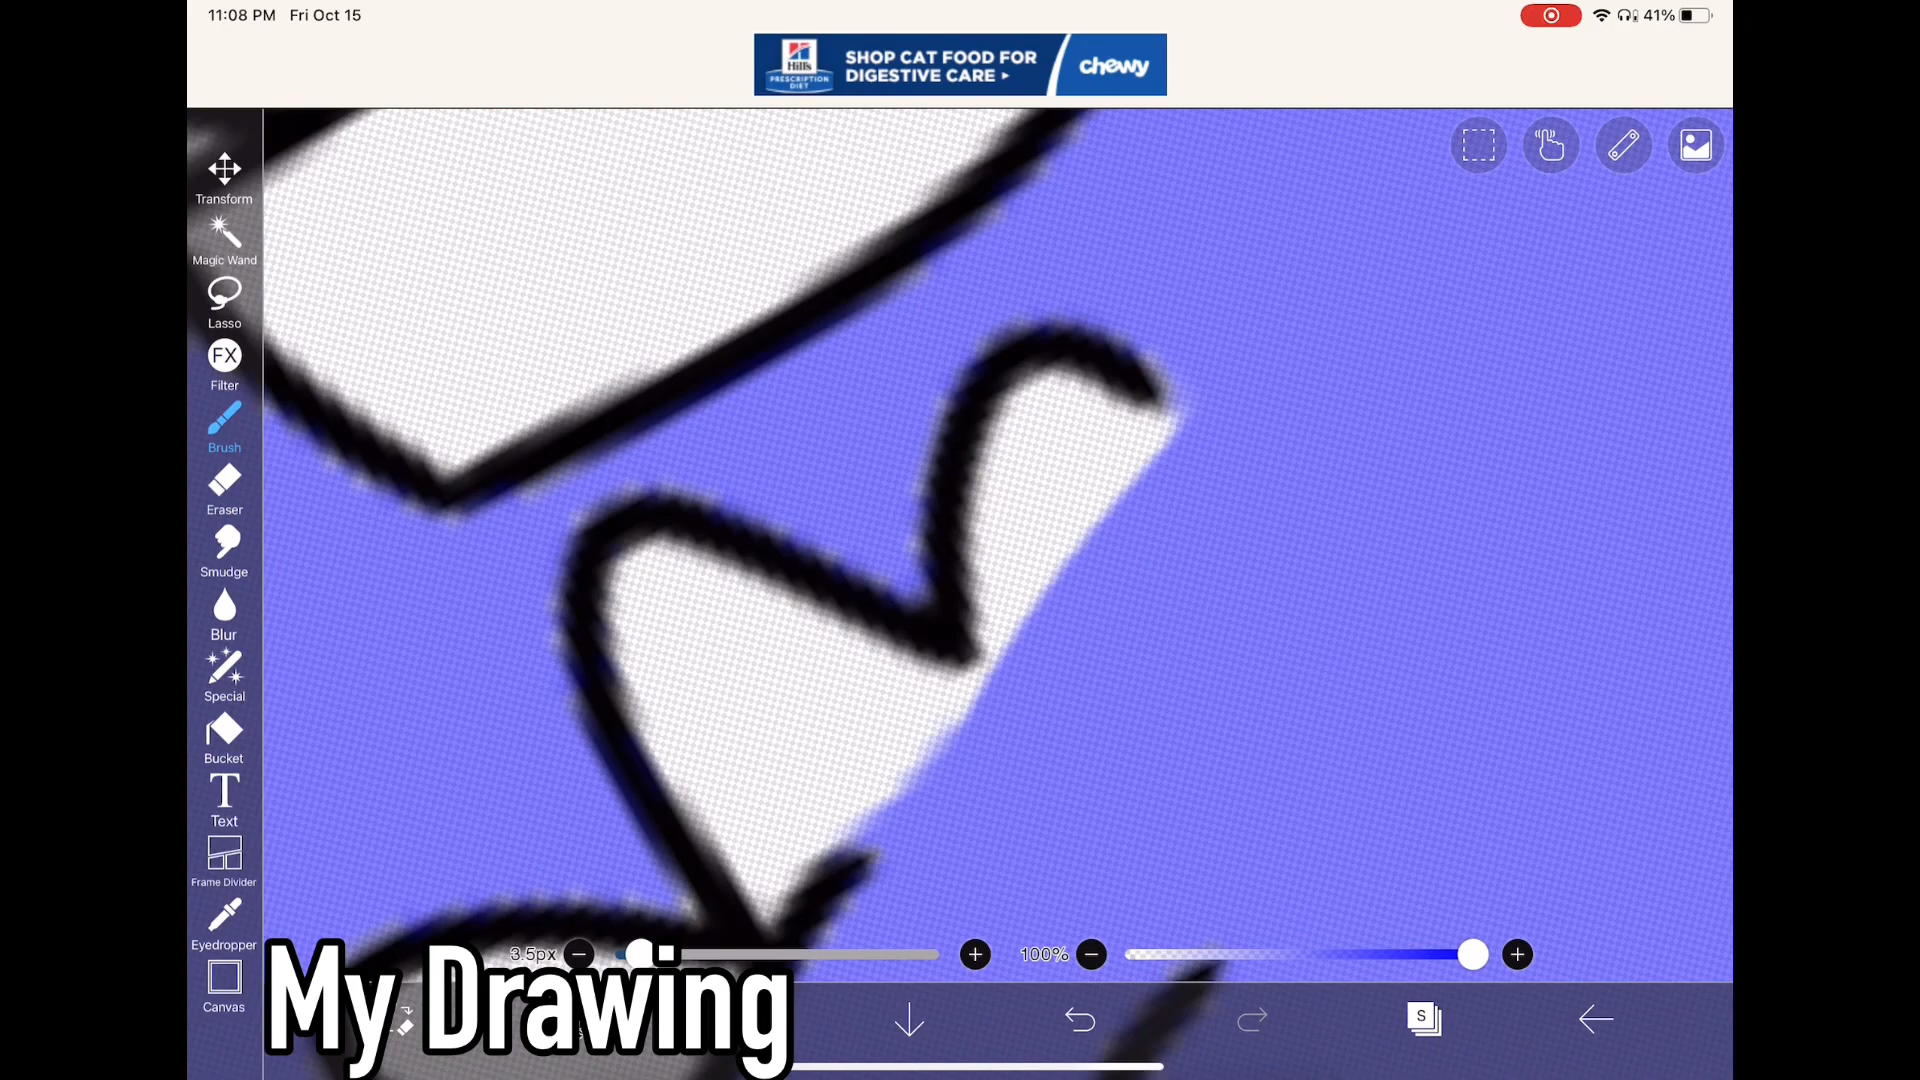 11:08 PM Fri Oct 15
41%
Hill's
PRESCRIPTION
DIET
SHOP CAT FOOD FOR
DIGESTIVE CARE
chewy
Transform
Magic Wand
Lasso
FX
Filter
Brush
Eraser
Smudge
Blur
Special
Bucket
T
Text
Frame Divider
Eyedropper
Canvas
3.5px
100%
S
My Drawing